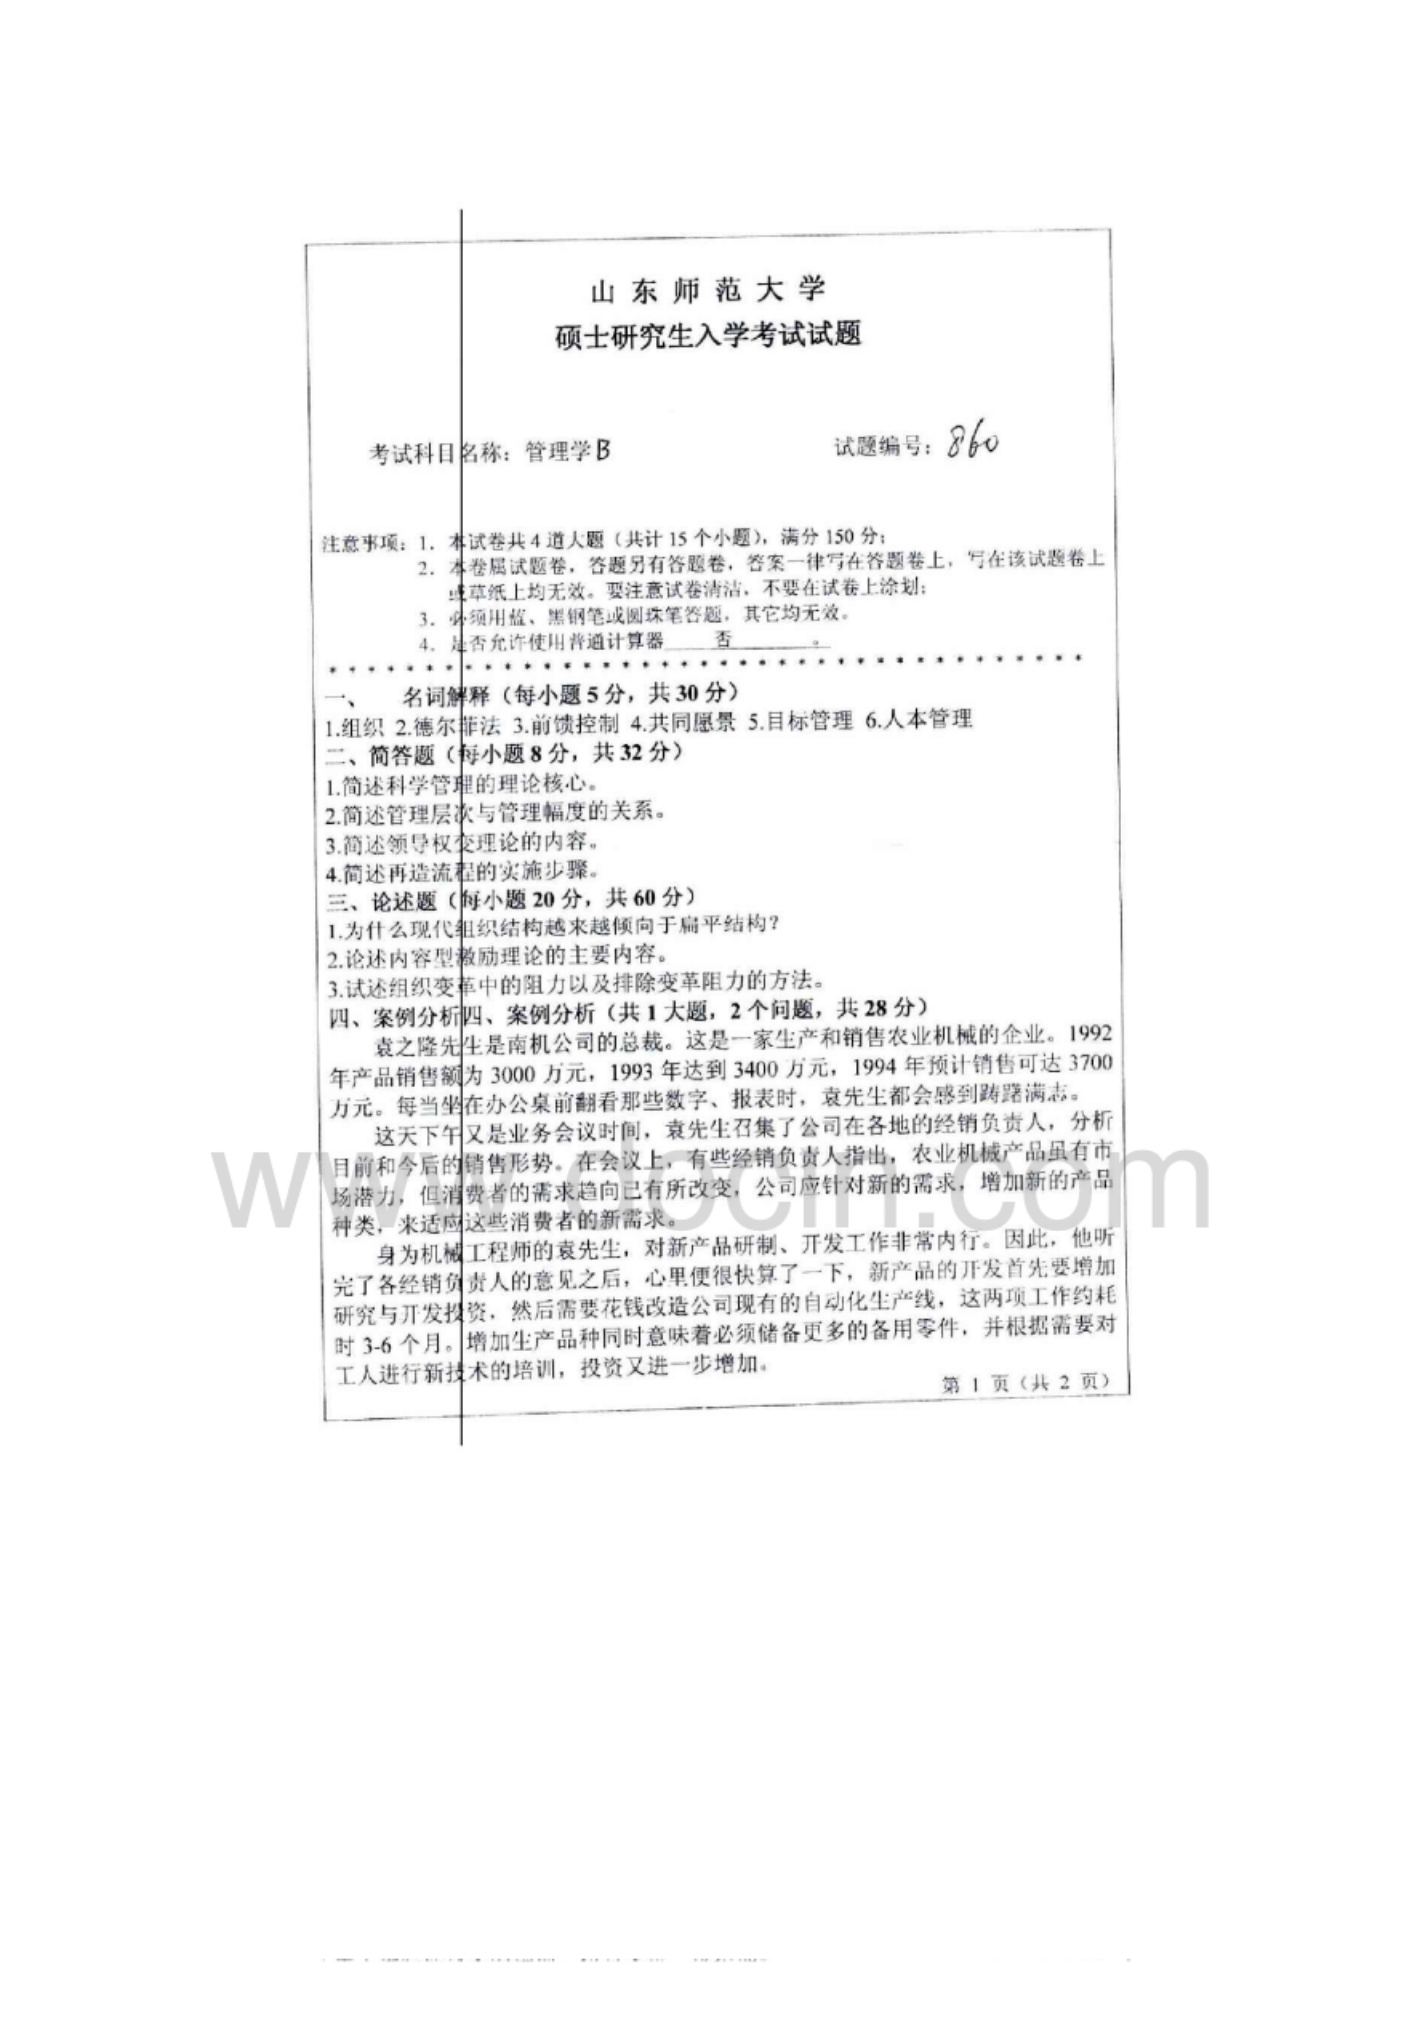 山东师范大学
硕士研究生入学考试试题
考试科目名称：管理学B 试题编号：860
注意事项：1．本试卷共4道大题（共计15个小题），满分150分；
2．本卷属试题卷，答题另有答题卷，答案一律写在答题卷上，写在该试题卷上
或草纸上均无效。要注意试卷清洁，不要在试卷上涂划；
3．必须用蓝、黑钢笔或圆珠笔答题，其它均无效。
4．是否允许使用普通计算器 否 。
* * * * * * * * * * * * * * * * * * * * * * * * * * * * * * * * * * * * * * *
一、 名词解释（每小题5分，共30分）
1.组织 2.德尔菲法 3.前馈控制 4.共同愿景 5.目标管理 6.人本管理
二、简答题（每小题8分，共32分）
1.简述科学管理的理论核心。
2.简述管理层次与管理幅度的关系。
3.简述领导权变理论的内容。
4.简述再造流程的实施步骤。
三、论述题（每小题20分，共60分）
1.为什么现代组织结构越来越倾向于扁平结构？
2.论述内容型激励理论的主要内容。
3.试述组织变革中的阻力以及排除变革阻力的方法。
四、案例分析四、案例分析（共1大题，2个问题，共28分）
袁之隆先生是南机公司的总裁。这是一家生产和销售农业机械的企业。1992
年产品销售额为3000万元，1993年达到3400万元，1994年预计销售可达3700
万元。每当坐在办公桌前翻看那些数字、报表时，袁先生都会感到踌躇满志。
这天下午又是业务会议时间，袁先生召集了公司在各地的经销负责人，分析
目前和今后的销售形势。在会议上，有些经销负责人指出，农业机械产品虽有市
场潜力，但消费者的需求趋向已有所改变，公司应针对新的需求，增加新的产品
种类，来适应这些消费者的新需求。
身为机械工程师的袁先生，对新产品研制、开发工作非常内行。因此，他听
完了各经销负责人的意见之后，心里便很快算了一下，新产品的开发首先要增加
研究与开发投资，然后需要花钱改造公司现有的自动化生产线，这两项工作约耗
时3-6个月。增加生产品种同时意味着必须储备更多的备用零件，并根据需要对
工人进行新技术的培训，投资又进一步增加。
第 1 页（共 2 页）
www.docin.com